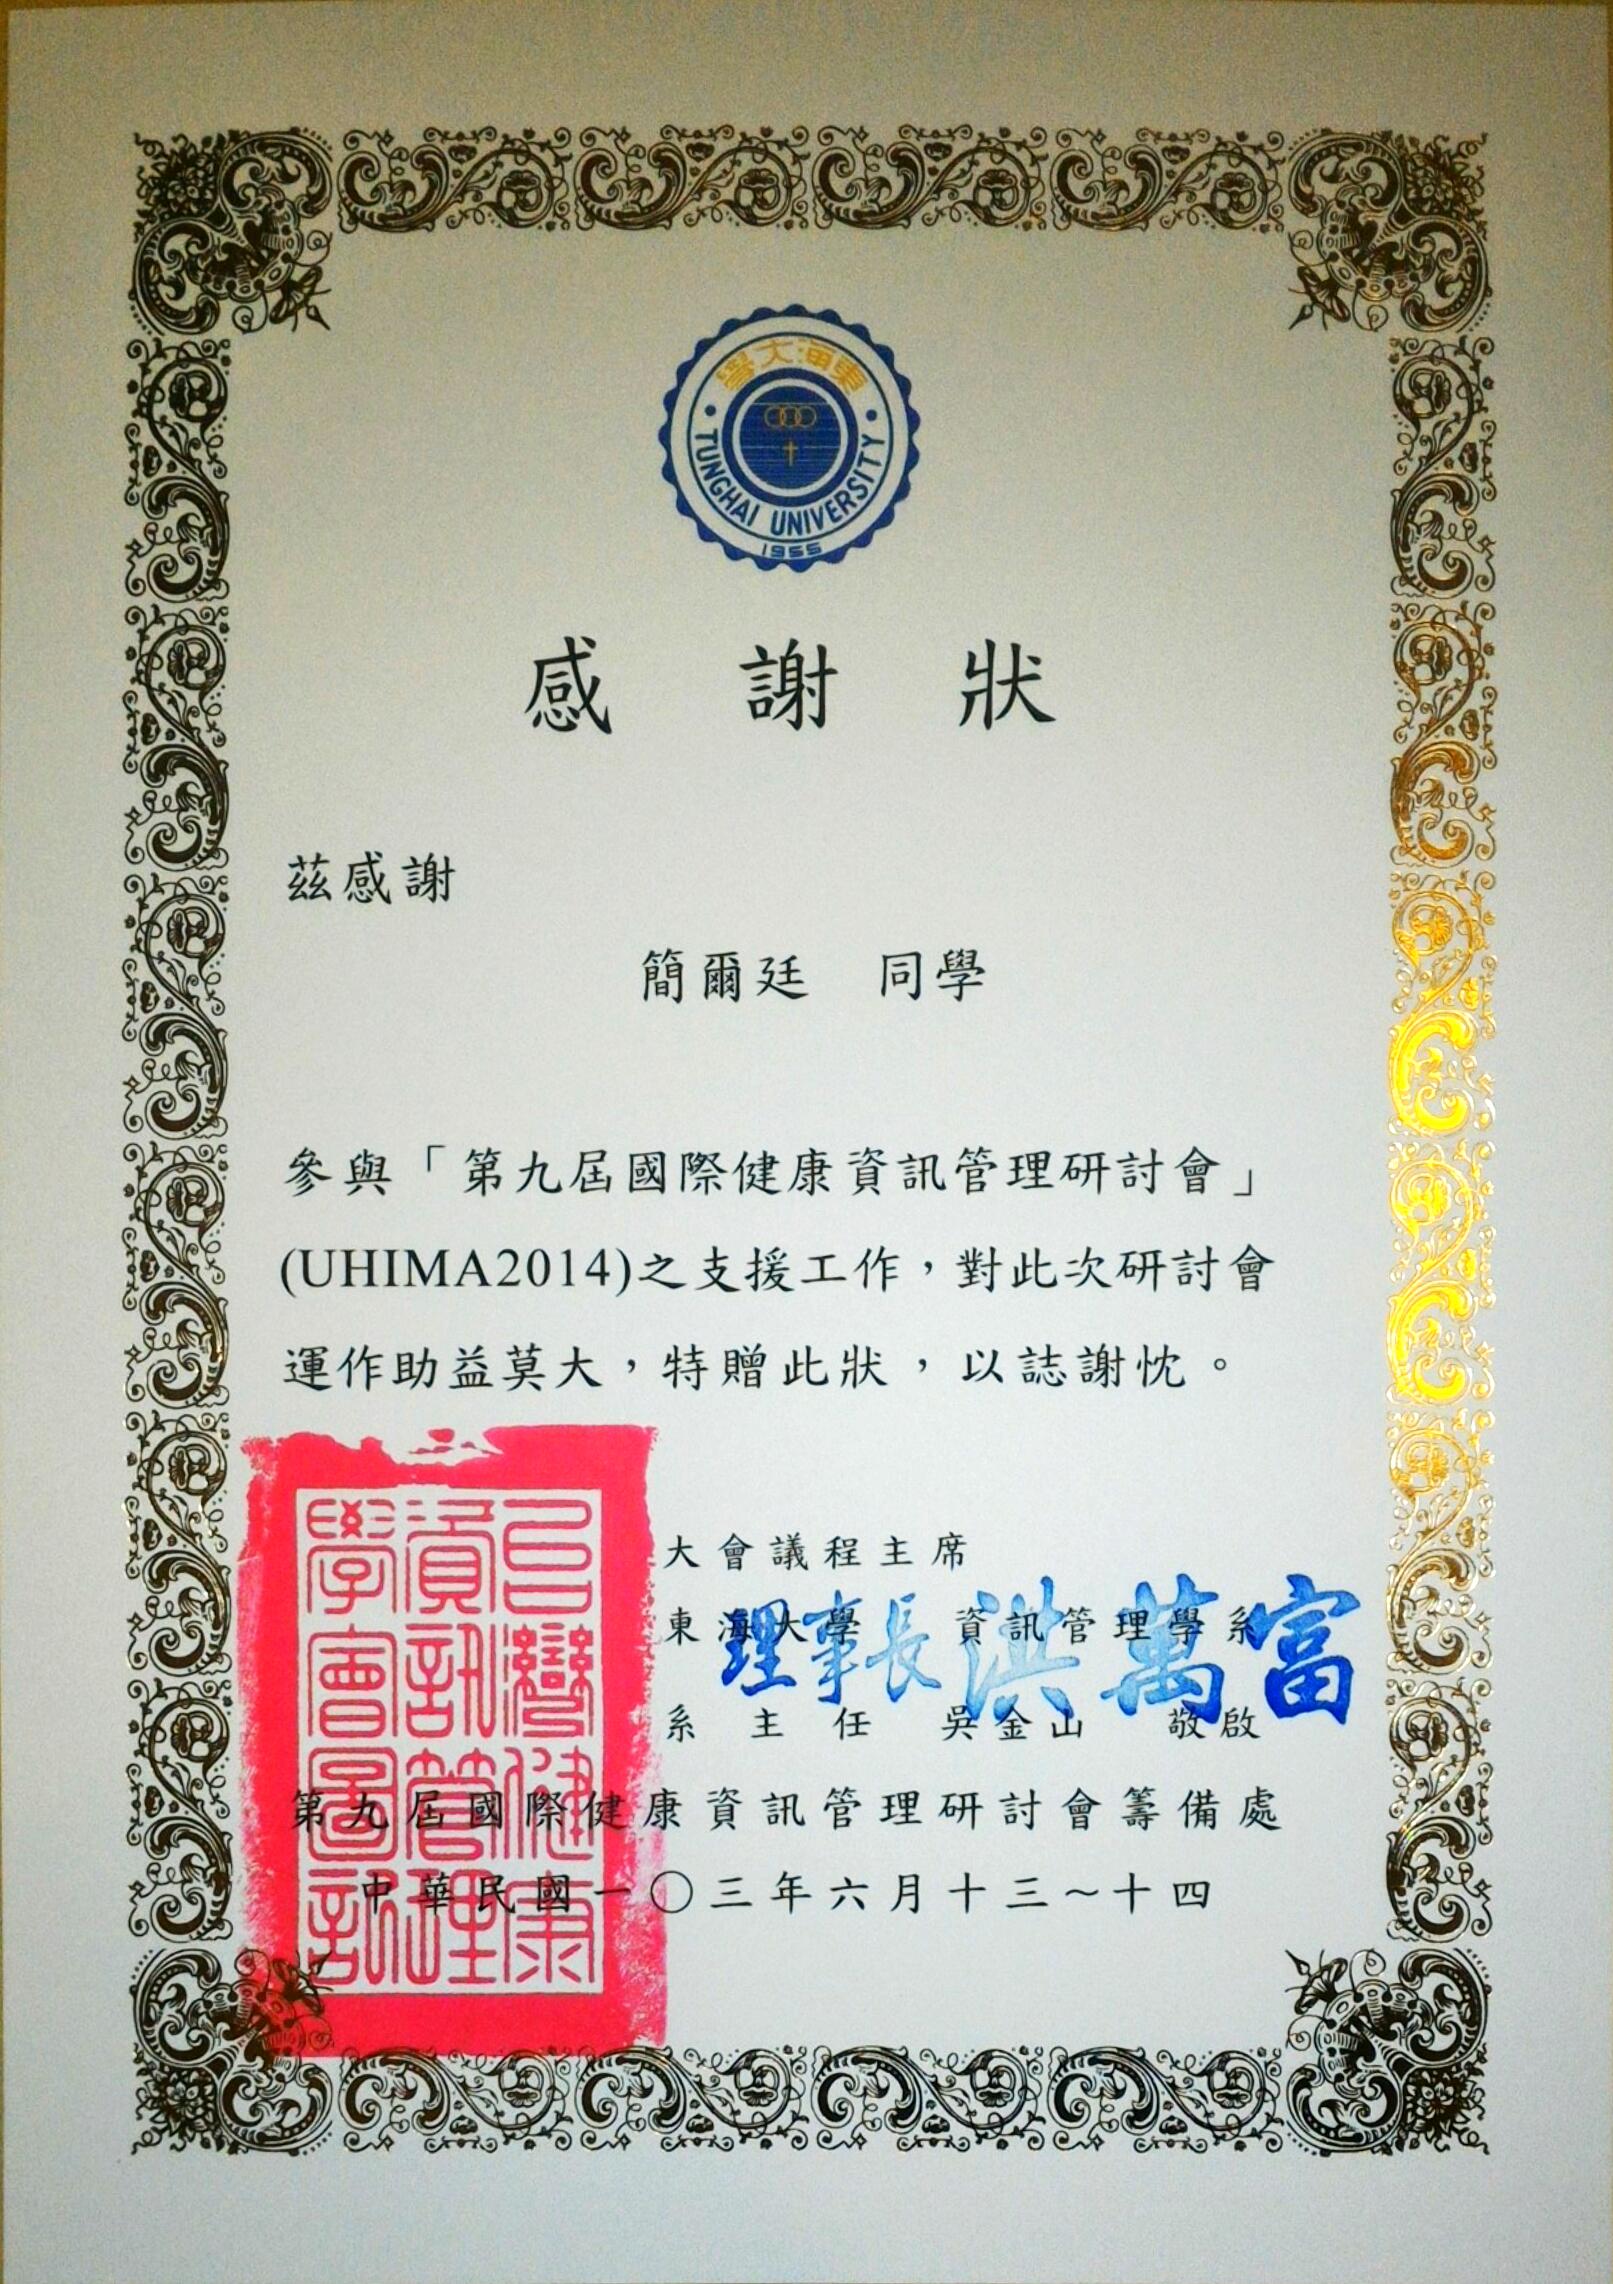 東海大學
TUNGHAI UNIVERSITY
1955
感謝狀
茲感謝
簡爾廷 同學
參與「第九屆國際健康資訊管理研討會」
(UHIMA2014)之支援工作，對此次研討會
運作助益莫大，特贈此狀，以誌謝忱。
大會議程主席
東海大學 資訊管理學系
理事長 洪萬富
系主任 吳金山 敬啟
第九屆國際健康資訊管理研討會籌備處
中華民國一〇三年六月十三~十四
台灣健康
資訊管理
學會圖記